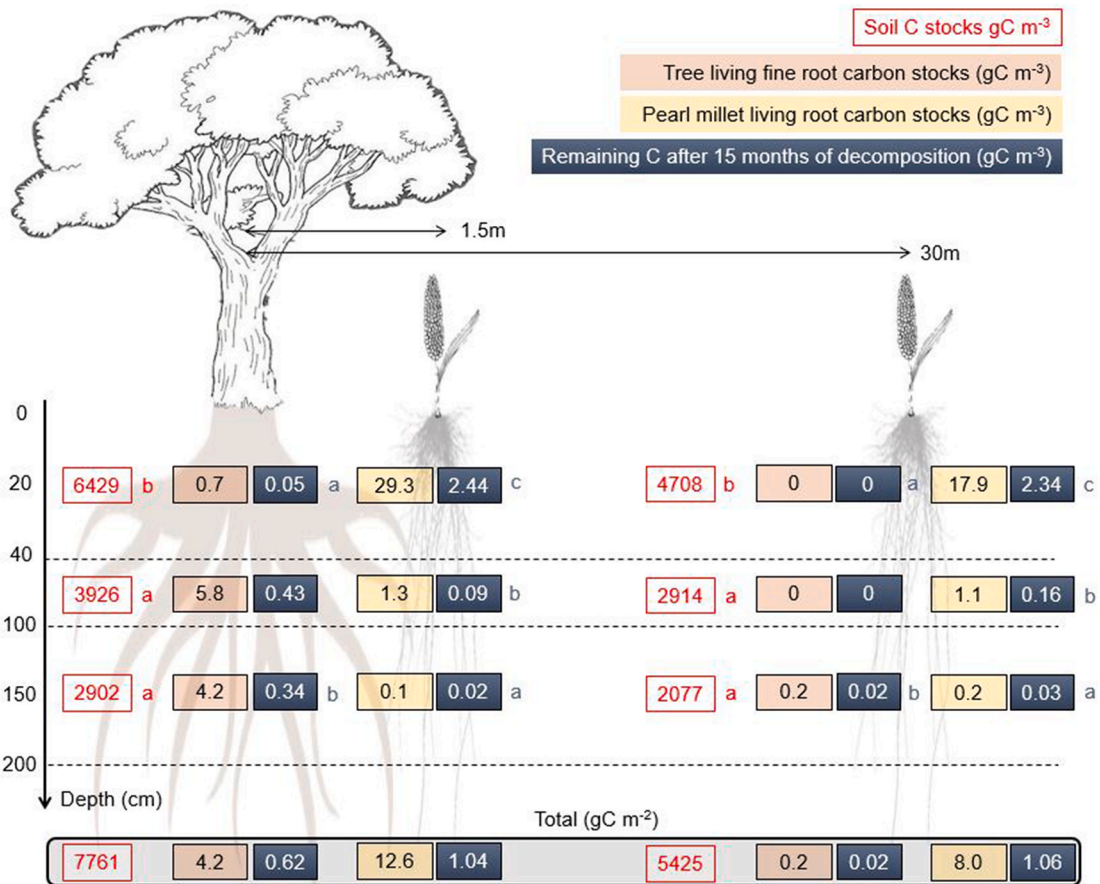 Soil C stocks gC m⁻³
Tree living fine root carbon stocks (gC m⁻³)
Pearl millet living root carbon stocks (gC m⁻³)
Remaining C after 15 months of decomposition (gC m⁻³)
1.5m
30m
0
20 6429 b 0.7 0.05 a 29.3 2.44 c 4708 b 0 0 a 17.9 2.34 c
40
3926 a 5.8 0.43 1.3 0.09 b 2914 a 0 0 1.1 0.16 b
100
150 2902 a 4.2 0.34 b 0.1 0.02 a 2077 a 0.2 0.02 b 0.2 0.03 a
200
Depth (cm)
Total (gC m⁻²)
7761 4.2 0.62 12.6 1.04 5425 0.2 0.02 8.0 1.06